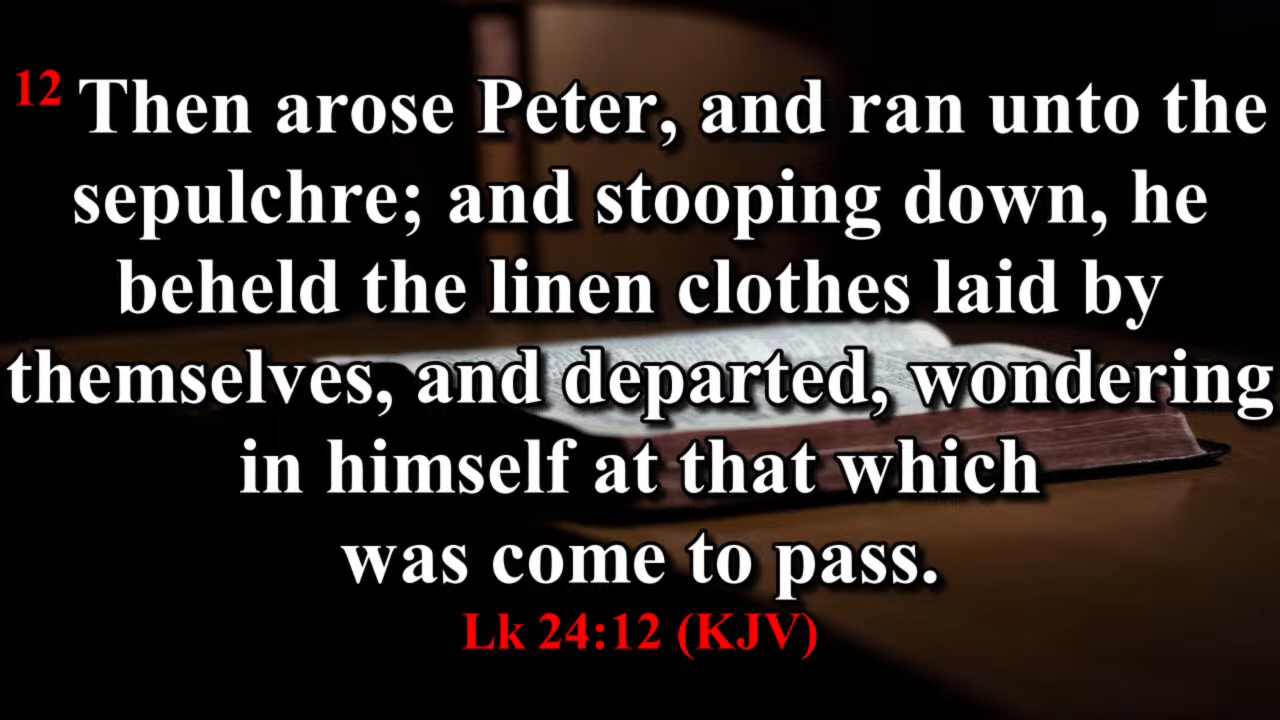 12 Then arose Peter, and ran unto the
sepulchre; and stooping down, he
beheld the linen clothes laid by
themselves, and departed, wondering
in himself at that which
was come to pass.
Lk 24:12 (KJV)